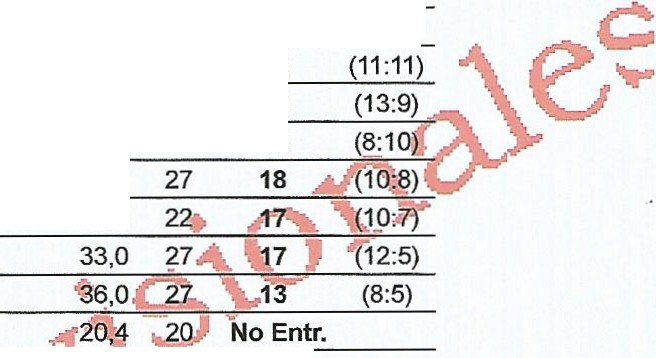 (11:11)
(13:9)
(8:10)
27 18 (10:8)
22 17 (10:7)
33,0 27 17 (12:5)
36,0 27 13 (8:5)
20,4 20 No Entr.
isionales